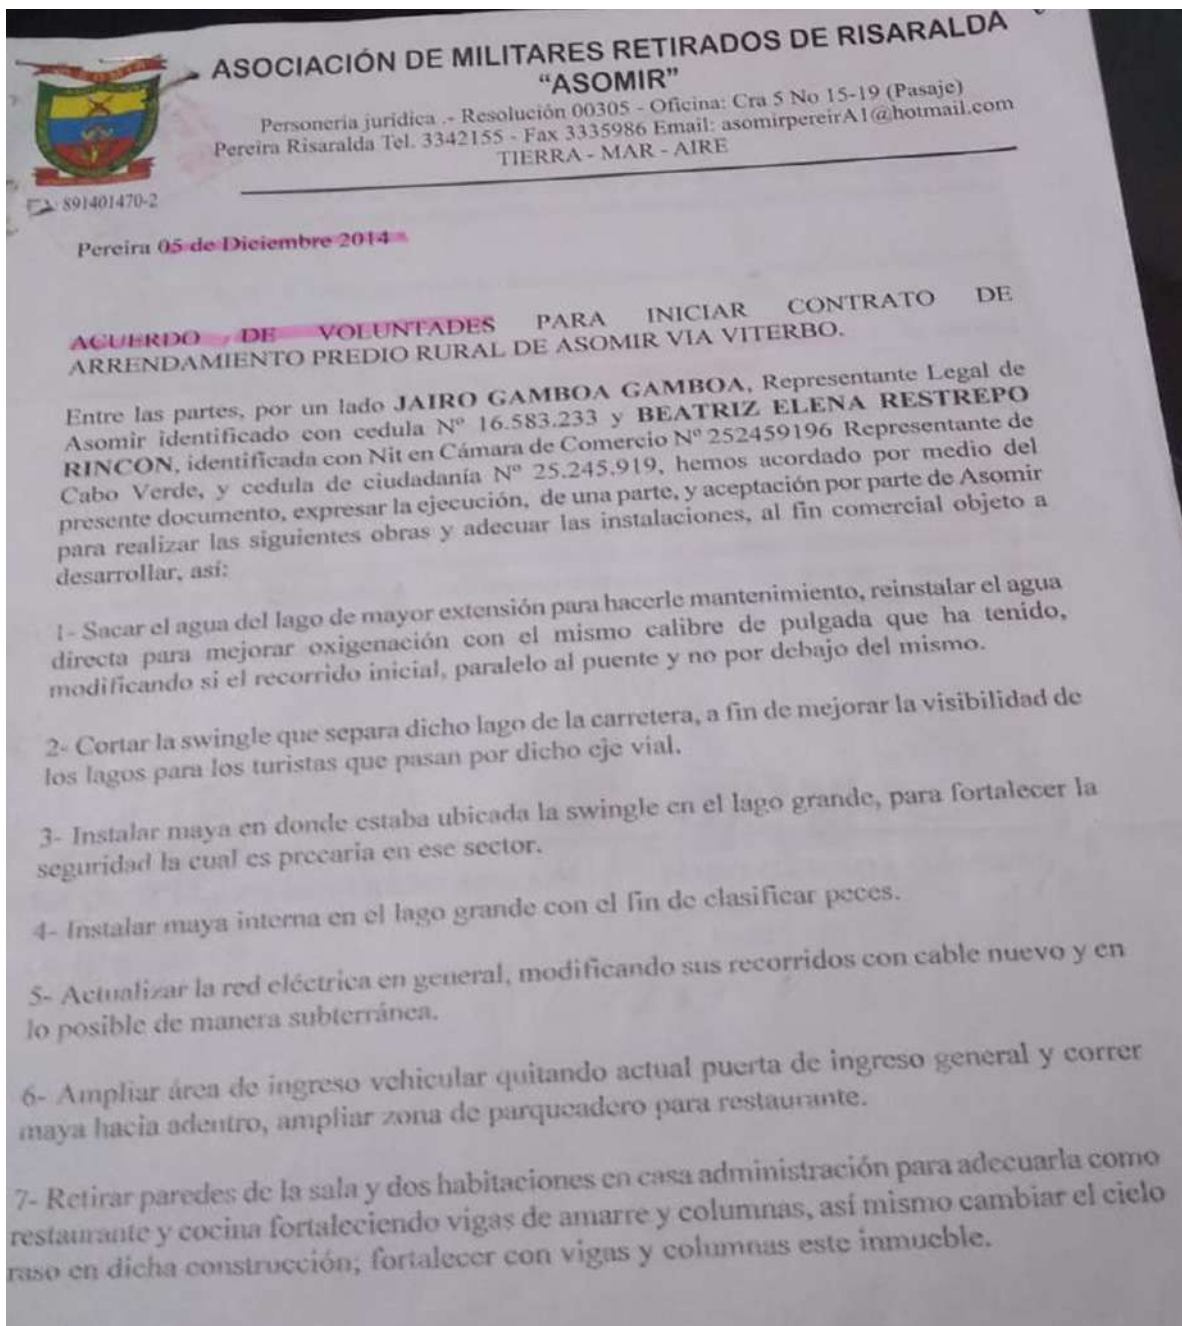 ASOCIACIÓN DE MILITARES RETIRADOS DE RISARALDA
“ASOMIR”
Personería jurídica .- Resolución 00305 - Oficina: Cra 5 No 15-19 (Pasaje)
Pereira Risaralda Tel. 3342155 - Fax 3335986 Email: asomirpereirA1@hotmail.com
TIERRA - MAR - AIRE
891401470-2
Pereira 05 de Diciembre 2014
ACUERDO DE VOLUNTADES PARA INICIAR CONTRATO DE
ARRENDAMIENTO PREDIO RURAL DE ASOMIR VIA VITERBO.
Entre las partes, por un lado JAIRO GAMBOA GAMBOA, Representante Legal de
Asomir identificado con cedula Nº 16.583.233 y BEATRIZ ELENA RESTREPO
RINCON, identificada con Nit en Cámara de Comercio Nº 252459196 Representante de
Cabo Verde, y cedula de ciudadanía Nº 25.245.919, hemos acordado por medio del
presente documento, expresar la ejecución, de una parte, y aceptación por parte de Asomir
para realizar las siguientes obras y adecuar las instalaciones, al fin comercial objeto a
desarrollar, así:
1- Sacar el agua del lago de mayor extensión para hacerle mantenimiento, reinstalar el agua
directa para mejorar oxigenación con el mismo calibre de pulgada que ha tenido,
modificando si el recorrido inicial, paralelo al puente y no por debajo del mismo.
2- Cortar la swingle que separa dicho lago de la carretera, a fin de mejorar la visibilidad de
los lagos para los turistas que pasan por dicho eje vial.
3- Instalar maya en donde estaba ubicada la swingle en el lago grande, para fortalecer la
seguridad la cual es precaria en ese sector.
4- Instalar maya interna en el lago grande con el fin de clasificar peces.
5- Actualizar la red eléctrica en general, modificando sus recorridos con cable nuevo y en
lo posible de manera subterránea.
6- Ampliar área de ingreso vehicular quitando actual puerta de ingreso general y correr
maya hacia adentro, ampliar zona de parqueadero para restaurante.
7- Retirar paredes de la sala y dos habitaciones en casa administración para adecuarla como
restaurante y cocina fortaleciendo vigas de amarre y columnas, así mismo cambiar el cielo
raso en dicha construcción; fortalecer con vigas y columnas este inmueble.